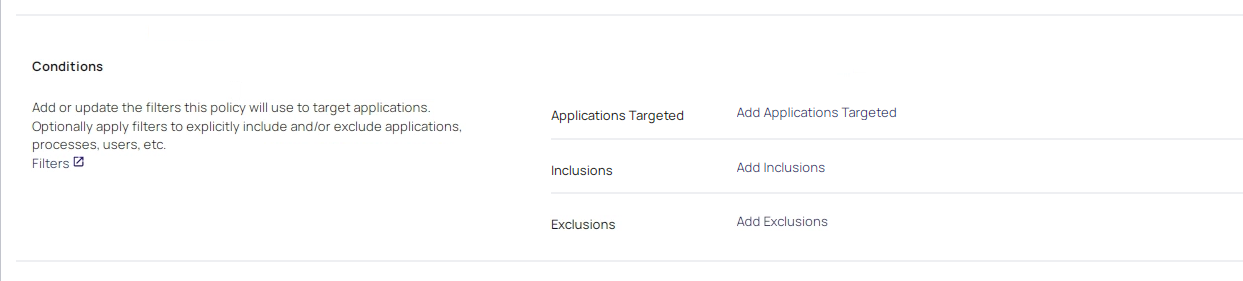 Conditions
Add or update the filters this policy will use to target applications.
Optionally apply filters to explicitly include and/or exclude applications,
processes, users, etc.
Filters
Applications Targeted
Add Applications Targeted
Inclusions
Add Inclusions
Exclusions
Add Exclusions